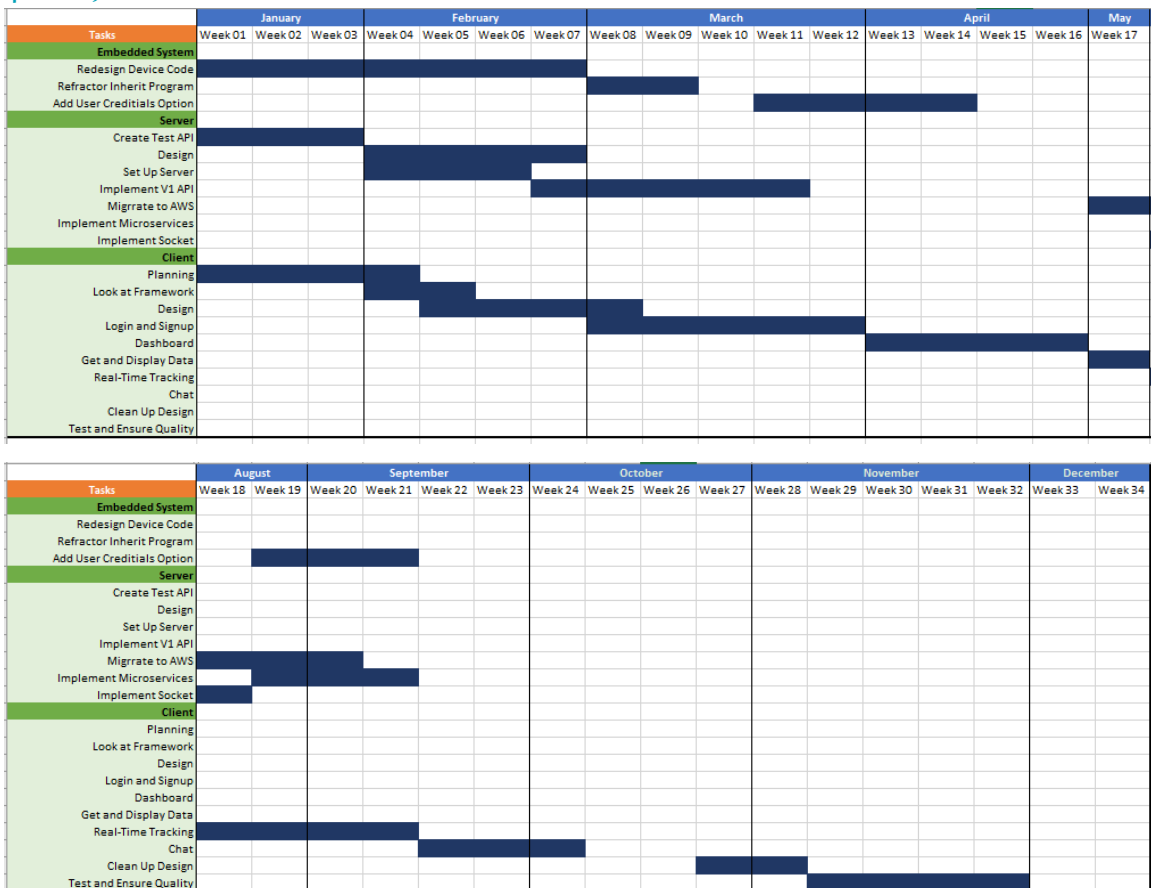 January February March April May
Tasks Week 01 Week 02 Week 03 Week 04 Week 05 Week 06 Week 07 Week 08 Week 09 Week 10 Week 11 Week 12 Week 13 Week 14 Week 15 Week 16 Week 17
Embedded System
Redesign Device Code
Refractor Inherit Program
Add User Creditials Option
Server
Create Test API
Design
Set Up Server
Implement V1 API
Migrrate to AWS
Implement Microservices
Implement Socket
Client
Planning
Look at Framework
Design
Login and Signup
Dashboard
Get and Display Data
Real-Time Tracking
Chat
Clean Up Design
Test and Ensure Quality
August September October November December
Tasks Week 18 Week 19 Week 20 Week 21 Week 22 Week 23 Week 24 Week 25 Week 26 Week 27 Week 28 Week 29 Week 30 Week 31 Week 32 Week 33 Week 34
Embedded System
Redesign Device Code
Refractor Inherit Program
Add User Creditials Option
Server
Create Test API
Design
Set Up Server
Implement V1 API
Migrrate to AWS
Implement Microservices
Implement Socket
Client
Planning
Look at Framework
Design
Login and Signup
Dashboard
Get and Display Data
Real-Time Tracking
Chat
Clean Up Design
Test and Ensure Quality